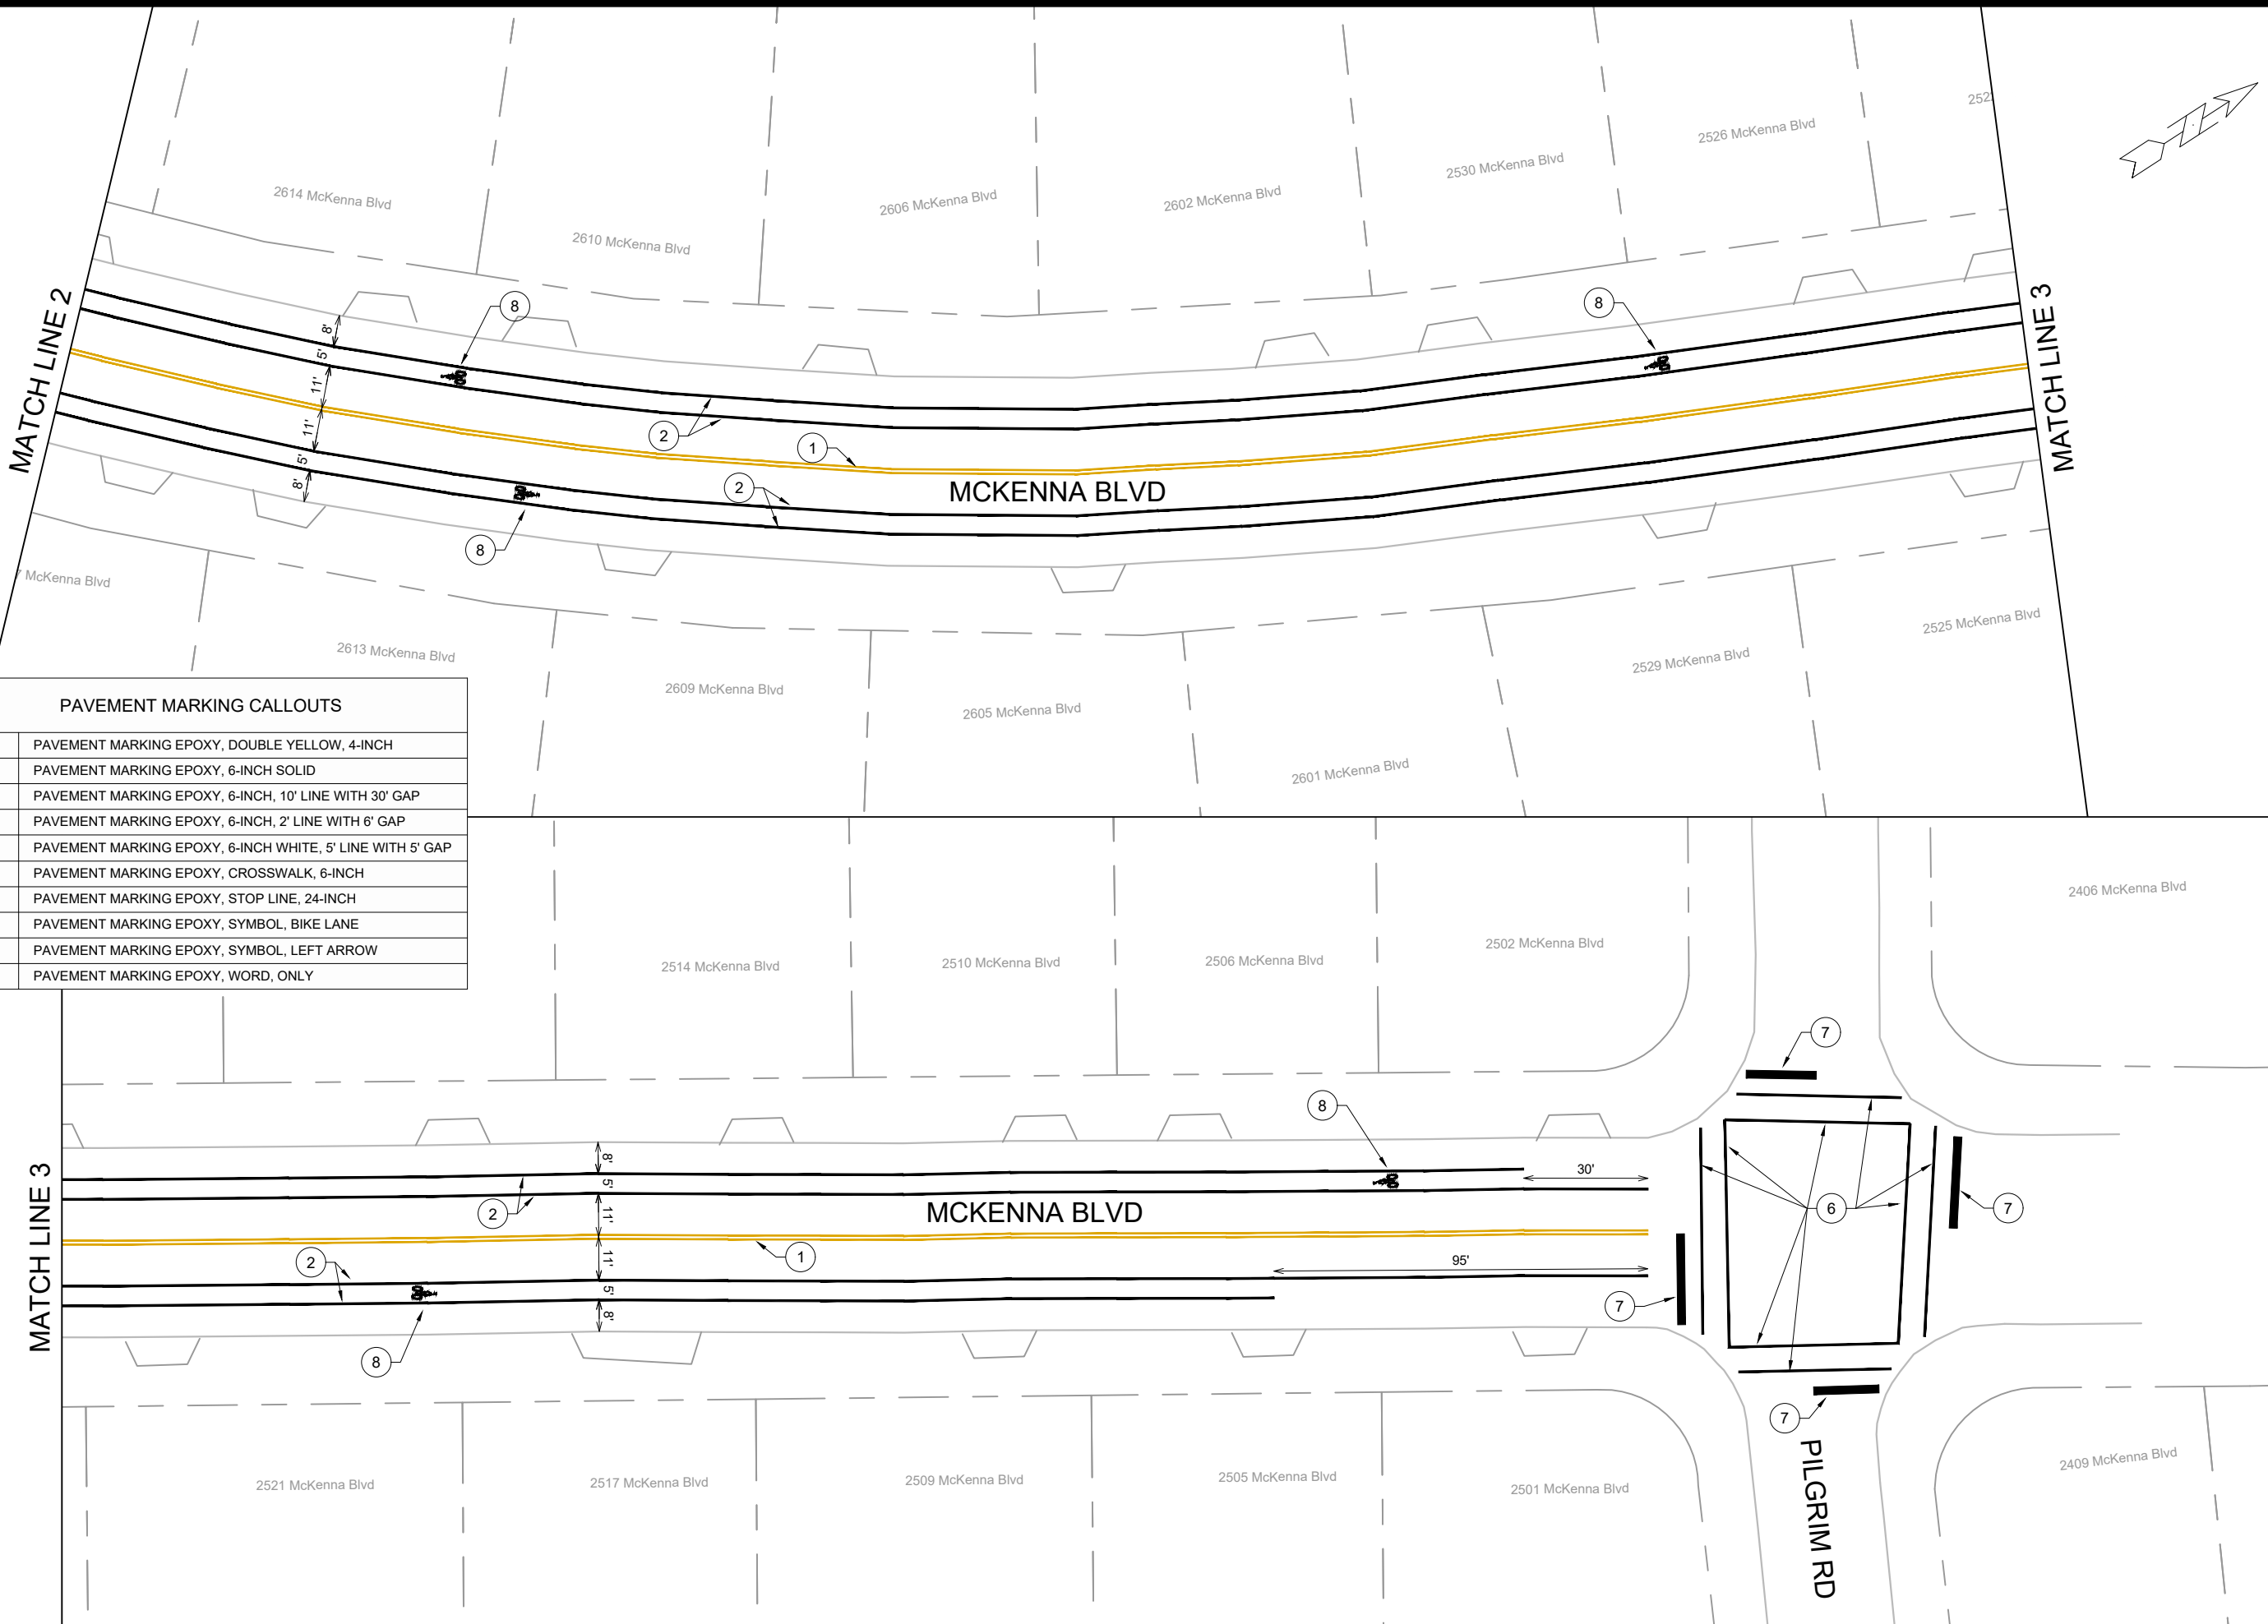 252
2526 McKenna Blvd
2530 McKenna Blvd
2602 McKenna Blvd
2606 McKenna Blvd
2614 McKenna Blvd
2610 McKenna Blvd
MATCH LINE 2
MATCH LINE 3
8
8
8'
5'
11'
11'
5'
8'
2
1
2
MCKENNA BLVD
8
7 McKenna Blvd
2613 McKenna Blvd
2609 McKenna Blvd
2605 McKenna Blvd
2601 McKenna Blvd
2529 McKenna Blvd
2525 McKenna Blvd
PAVEMENT MARKING CALLOUTS
PAVEMENT MARKING EPOXY, DOUBLE YELLOW, 4-INCH
PAVEMENT MARKING EPOXY, 6-INCH SOLID
PAVEMENT MARKING EPOXY, 6-INCH, 10' LINE WITH 30' GAP
PAVEMENT MARKING EPOXY, 6-INCH, 2' LINE WITH 6' GAP
PAVEMENT MARKING EPOXY, 6-INCH WHITE, 5' LINE WITH 5' GAP
PAVEMENT MARKING EPOXY, CROSSWALK, 6-INCH
PAVEMENT MARKING EPOXY, STOP LINE, 24-INCH
PAVEMENT MARKING EPOXY, SYMBOL, BIKE LANE
PAVEMENT MARKING EPOXY, SYMBOL, LEFT ARROW
PAVEMENT MARKING EPOXY, WORD, ONLY
2514 McKenna Blvd
2510 McKenna Blvd
2506 McKenna Blvd
2502 McKenna Blvd
2406 McKenna Blvd
7
8
MATCH LINE 3
8'
5'
11'
11'
5'
8'
30'
2
MCKENNA BLVD
6
7
2
1
95'
7
8
7
2521 McKenna Blvd
2517 McKenna Blvd
2509 McKenna Blvd
2505 McKenna Blvd
2501 McKenna Blvd
2409 McKenna Blvd
PILGRIM RD